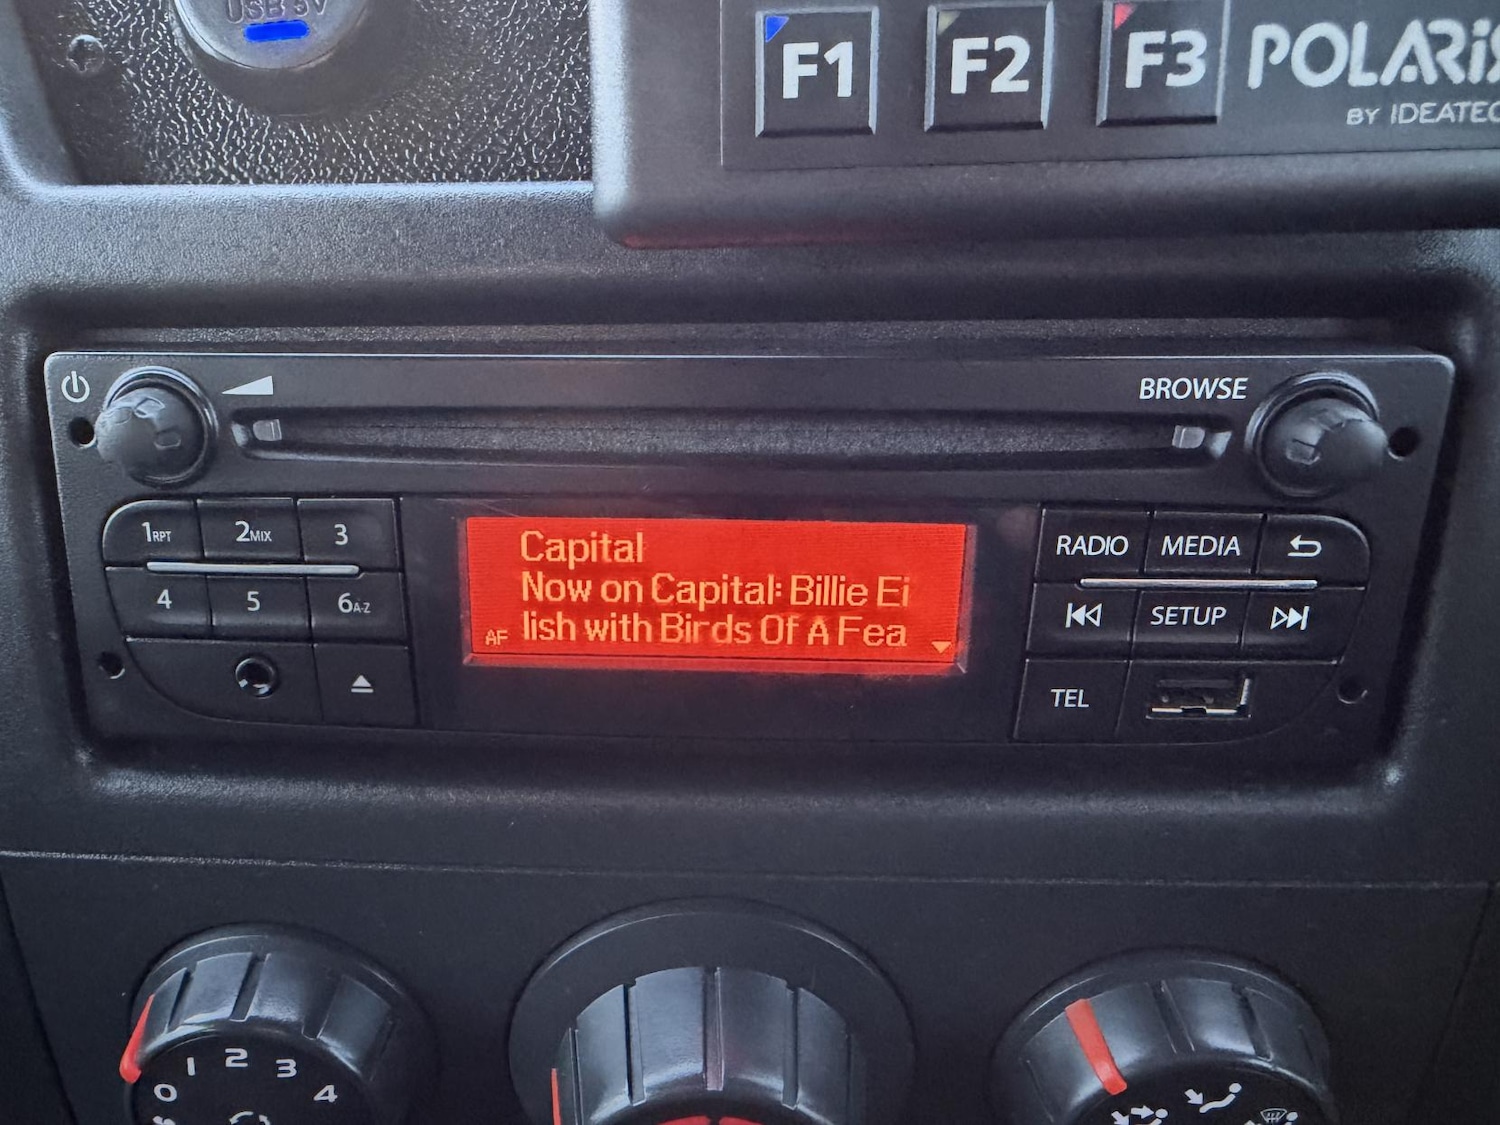 USB 5V
F1 F2 F3 POLARiS
BY IDEATEC
BROWSE
1RPT 2MIX 3
4 5 6A-Z
Capital
Now on Capital: Billie Ei
lish with Birds Of A Fea
AF
RADIO MEDIA
SETUP
TEL
0 1 2 3 4